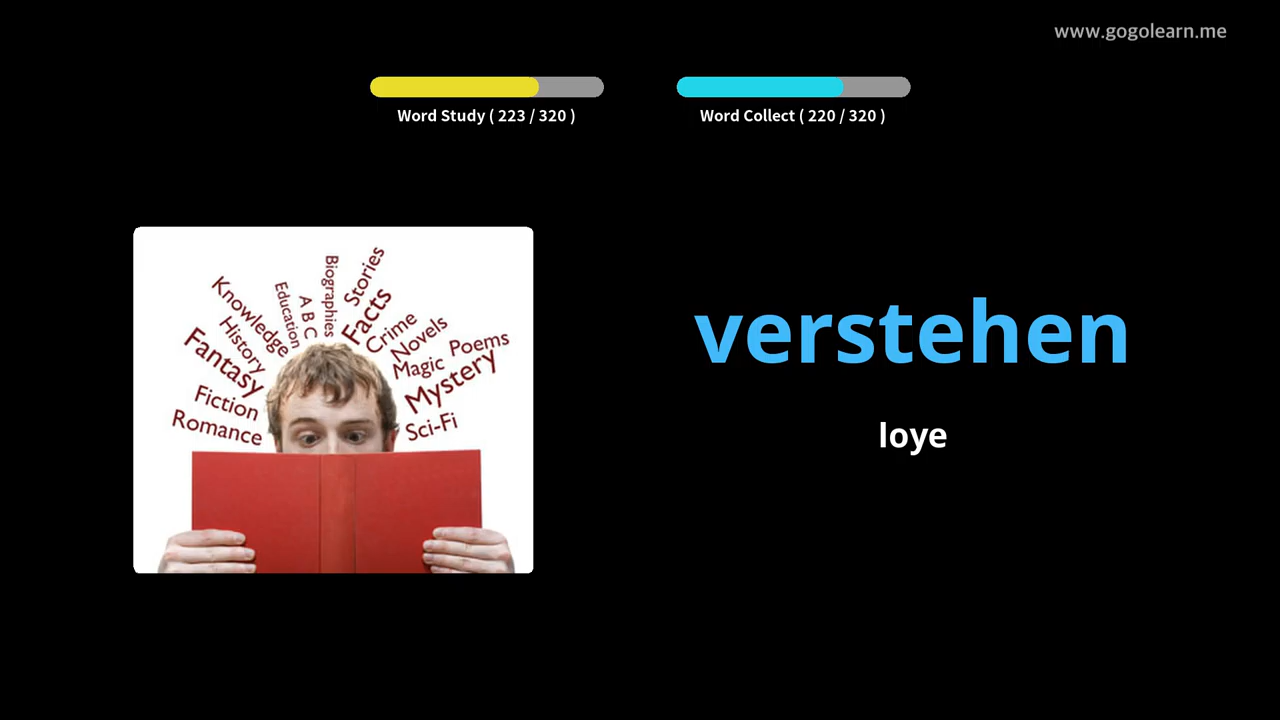 www.gogolearn.me
Word Study ( 223 / 320 )
Word Collect ( 220 / 320 )
Knowledge
History
Fantasy
Fiction
Romance
Education
A B C
Biographies
Stories
Facts
Crime
Novels
Magic
Poems
Mystery
Sci-Fi
verstehen
loye